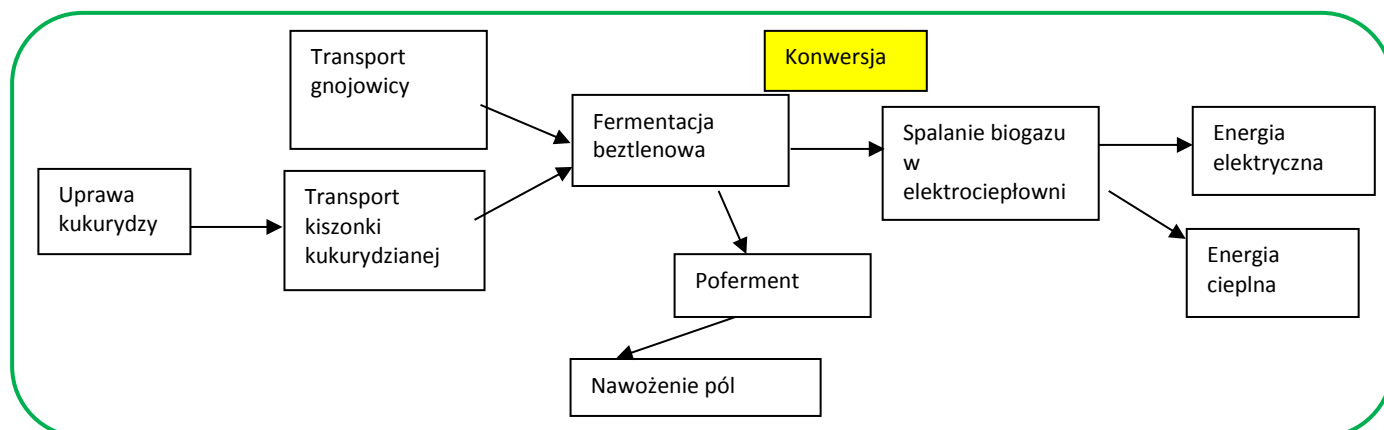 Transport
gnojowicy
Konwersja
Fermentacja
beztlenowa
Spalanie biogazu
w
elektrociepłowni
Energia
elektryczna
Uprawa
kukurydzy
Transport
kiszonki
kukurydzianej
Energia
cieplna
Poferment
Nawożenie pól